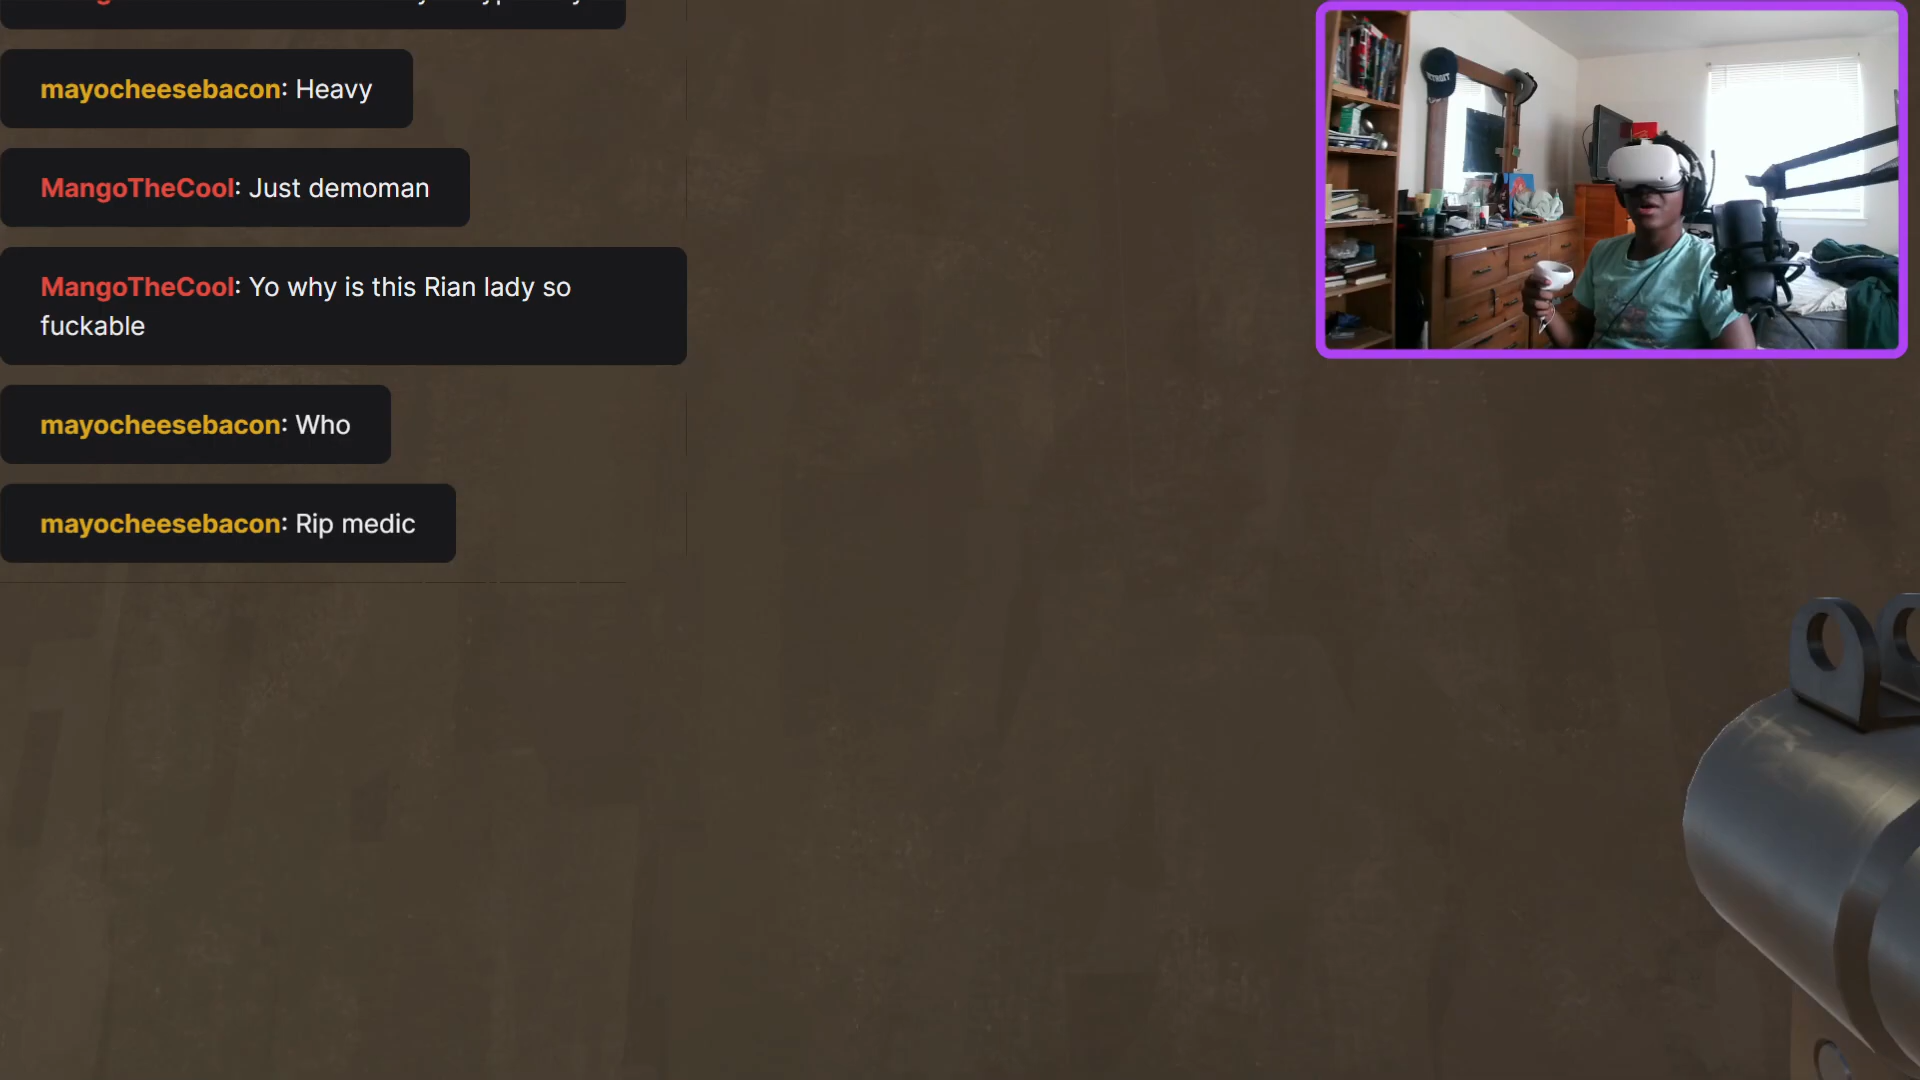 mayocheesebacon: Heavy
MangoTheCool: Just demoman
MangoTheCool: Yo why is this Rian lady so
fuckable
mayocheesebacon: Who
mayocheesebacon: Rip medic
DETROIT